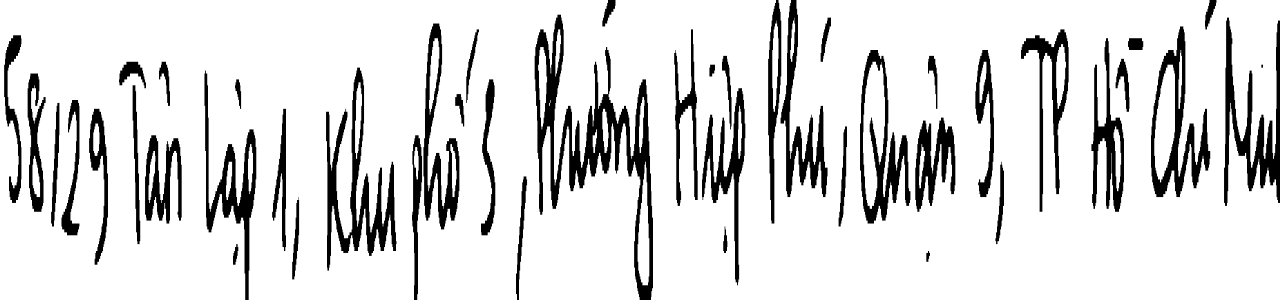 58/29 Tân Lập 1, Khu phố 3, Phường Hiệp Phú, Quận 9, TP Hồ Chí Minh